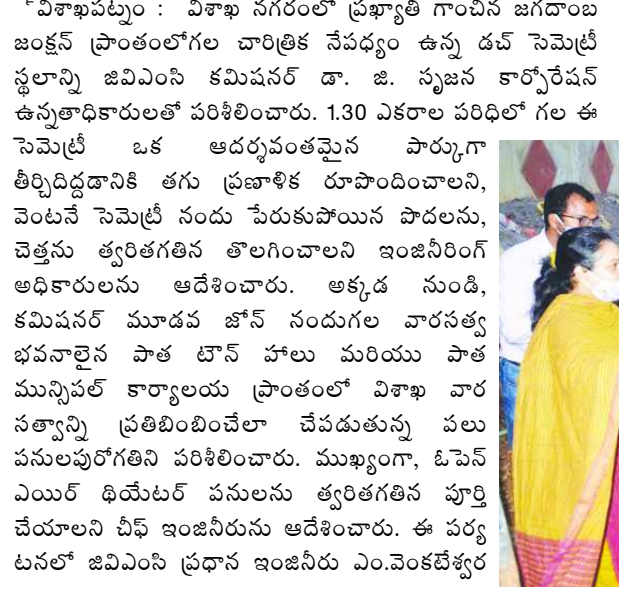 విశాఖపట్నం : విశాఖ నగరంలో ప్రఖ్యాతి గాంచిన జగదాంబ
జంక్షన్ ప్రాంతంలోగల చారిత్రిక నేపధ్యం ఉన్న డచ్ సెమెట్రీ
స్థలాన్ని జివిఎంసి కమిషనర్ డా. జి. సృజన కార్పోరేషన్
ఉన్నతాధికారులతో పరిశీలించారు. 1.30 ఎకరాల పరిధిలో గల ఈ
సెమెట్రీ ఒక ఆదర్శవంతమైన పార్కుగా
తీర్చిదిద్దడానికి తగు ప్రణాళిక రూపొందించాలని,
వెంటనే సెమెట్రీ నందు పేరుకుపోయిన పొదలను,
చెత్తను త్వరితగతిన తొలగించాలని ఇంజినీరింగ్
అధికారులను ఆదేశించారు. అక్కడ నుండి,
కమిషనర్ మూడవ జోన్ నందుగల వారసత్వ
భవనాలైన పాత టౌన్ హాలు మరియు పాత
మున్సిపల్ కార్యాలయ ప్రాంతంలో విశాఖ వార
సత్వాన్ని ప్రతిబింబించేలా చేపడుతున్న పలు
పనులపురోగతిని పరిశీలించారు. ముఖ్యంగా, ఓపెన్
ఎయిర్ థియేటర్ పనులను త్వరితగతిన పూర్తి
చేయాలని చీఫ్ ఇంజినీరును ఆదేశించారు. ఈ పర్య
టనలో జివిఎంసి ప్రధాన ఇంజినీరు ఎం.వెంకటేశ్వర